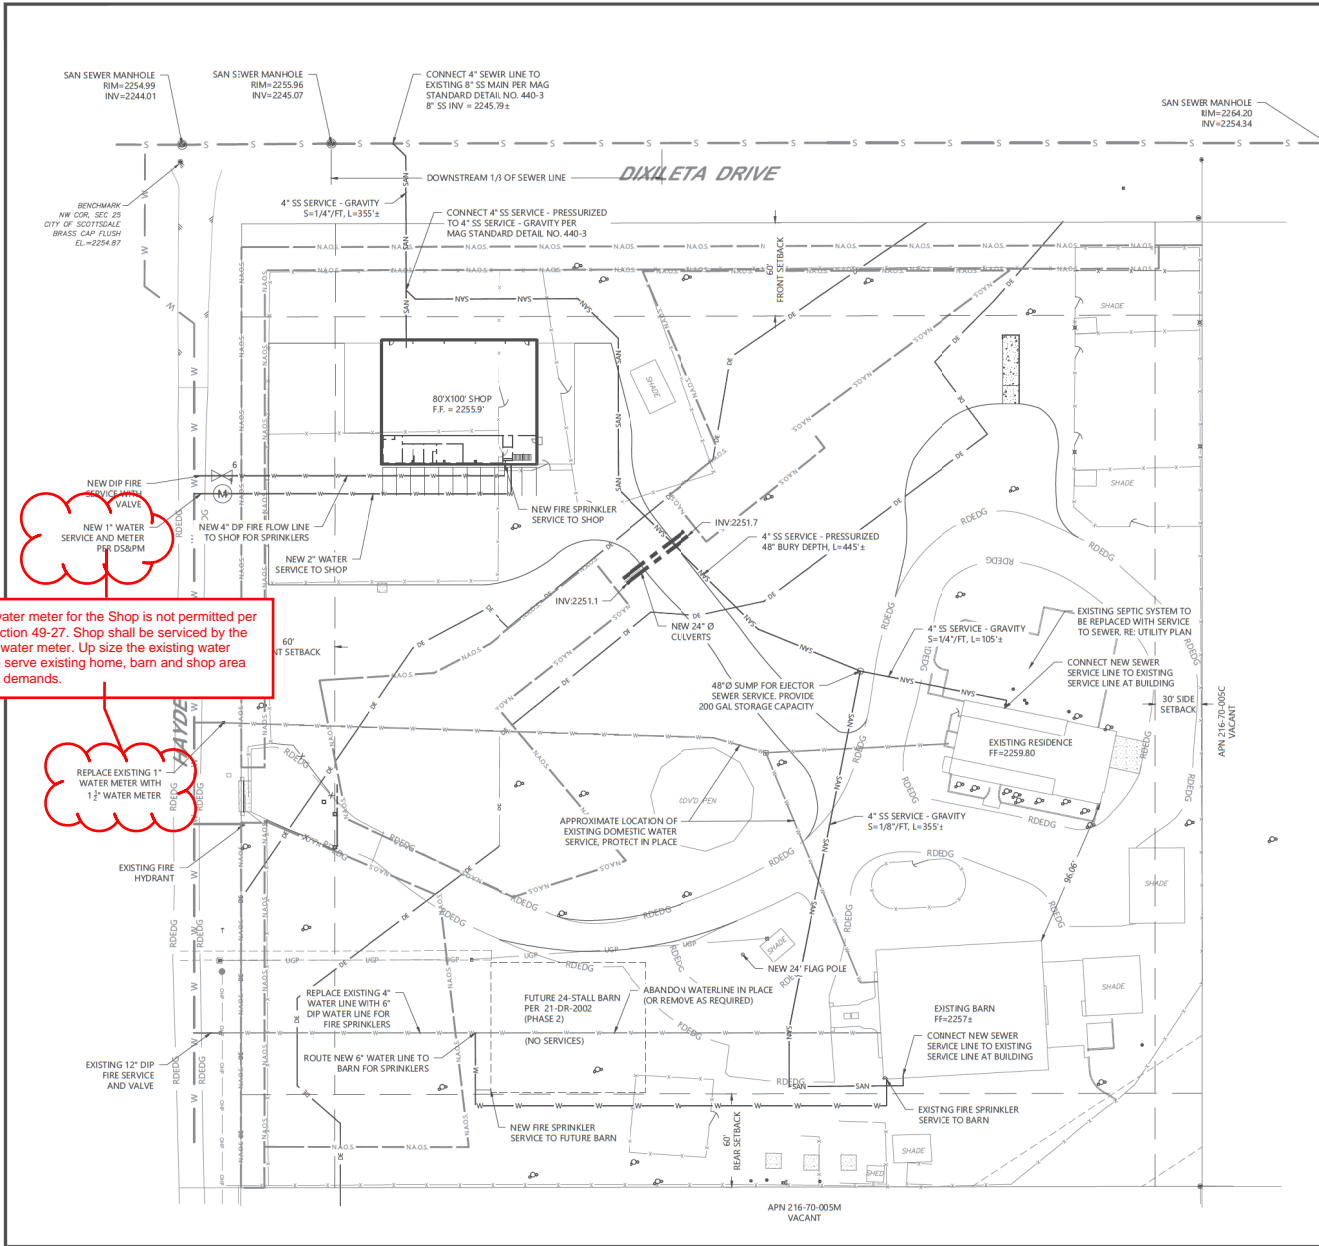 SAN SEWER MANHOLE
RIM=2254.99
INV=2244.01
SAN SEWER MANHOLE
RIM=2255.96
INV=2245.07
CONNECT 4" SEWER LINE TO
EXISTING 8" SS MAIN PER MAG
STANDARD DETAIL NO. 440-3
8" SS INV = 2245.79±
SAN SEWER MANHOLE
RIM=2264.20
INV=2254.34
DIXILETA DRIVE
DOWNSTREAM 1/3 OF SEWER LINE
BENCHMARK
NW COR, SEC 25
CITY OF SCOTTSDALE
BRASS CAP FLUSH
EL.=2254.87
4" SS SERVICE - GRAVITY
S=1/4"/FT, L=355'±
CONNECT 4" SS SERVICE - PRESSURIZED
TO 4" SS SERVICE - GRAVITY PER
MAG STANDARD DETAIL NO. 440-3
60'
FRONT SETBACK
SHADE
SHADE
SHADE
80'X100' SHOP
F.F. = 2255.9'
6
M
NEW DIP FIRE
SERVICE WITH
VALVE
NEW 1" WATER
SERVICE AND METER
PER DS&PM
NEW 4" DIP FIRE FLOW LINE
TO SHOP FOR SPRINKLERS
NEW 2" WATER
SERVICE TO SHOP
NEW FIRE SPRINKLER
SERVICE TO SHOP
INV:2251.7
4" SS SERVICE - PRESSURIZED
48" BURY DEPTH, L=445'±
INV:2251.1
NEW 24" Ø
CULVERTS
water meter for the Shop is not permitted per
ction 49-27. Shop shall be serviced by the
water meter. Up size the existing water
serve existing home, barn and shop area
demands.
60'
NT SETBACK
4" SS SERVICE - GRAVITY
S=1/4"/FT, L=105'±
EXISTING SEPTIC SYSTEM TO
BE REPLACED WITH SERVICE
TO SEWER. RE: UTILITY PLAN
CONNECT NEW SEWER
SERVICE LINE TO EXISTING
SERVICE LINE AT BUILDING
48"Ø SUMP FOR EJECTOR
SEWER SERVICE. PROVIDE
200 GAL STORAGE CAPACITY
30' SIDE
SETBACK
APN 216-70-005C
VACANT
HAYDE
EXISTING RESIDENCE
FF=2259.80
REPLACE EXISTING 1"
WATER METER WITH
1 1/2" WATER METER
COV'D PEN
APPROXIMATE LOCATION OF
EXISTING DOMESTIC WATER
SERVICE, PROTECT IN PLACE
4" SS SERVICE - GRAVITY
S=1/8"/FT, L=355'±
EXISTING FIRE
HYDRANT
96.06'
SHADE
SHADE
NEW 24' FLAG POLE
REPLACE EXISTING 4"
WATER LINE WITH 6"
DIP WATER LINE FOR
FIRE SPRINKLERS
FUTURE 24-STALL BARN
PER 21-DR-2002
(PHASE 2)
(NO SERVICES)
ABANDON WATERLINE IN PLACE
(OR REMOVE AS REQUIRED)
EXISTING BARN
FF=2257±
SHADE
EXISTING 12" DIP
FIRE SERVICE
AND VALVE
ROUTE NEW 6" WATER LINE TO
BARN FOR SPRINKLERS
CONNECT NEW SEWER
SERVICE LINE TO EXISTING
SERVICE LINE AT BUILDING
NEW FIRE SPRINKLER
SERVICE TO FUTURE BARN
60'
REAR SETBACK
EXISTING FIRE SPRINKLER
SERVICE TO BARN
SHADE
SHED
APN 216-70-005M
VACANT